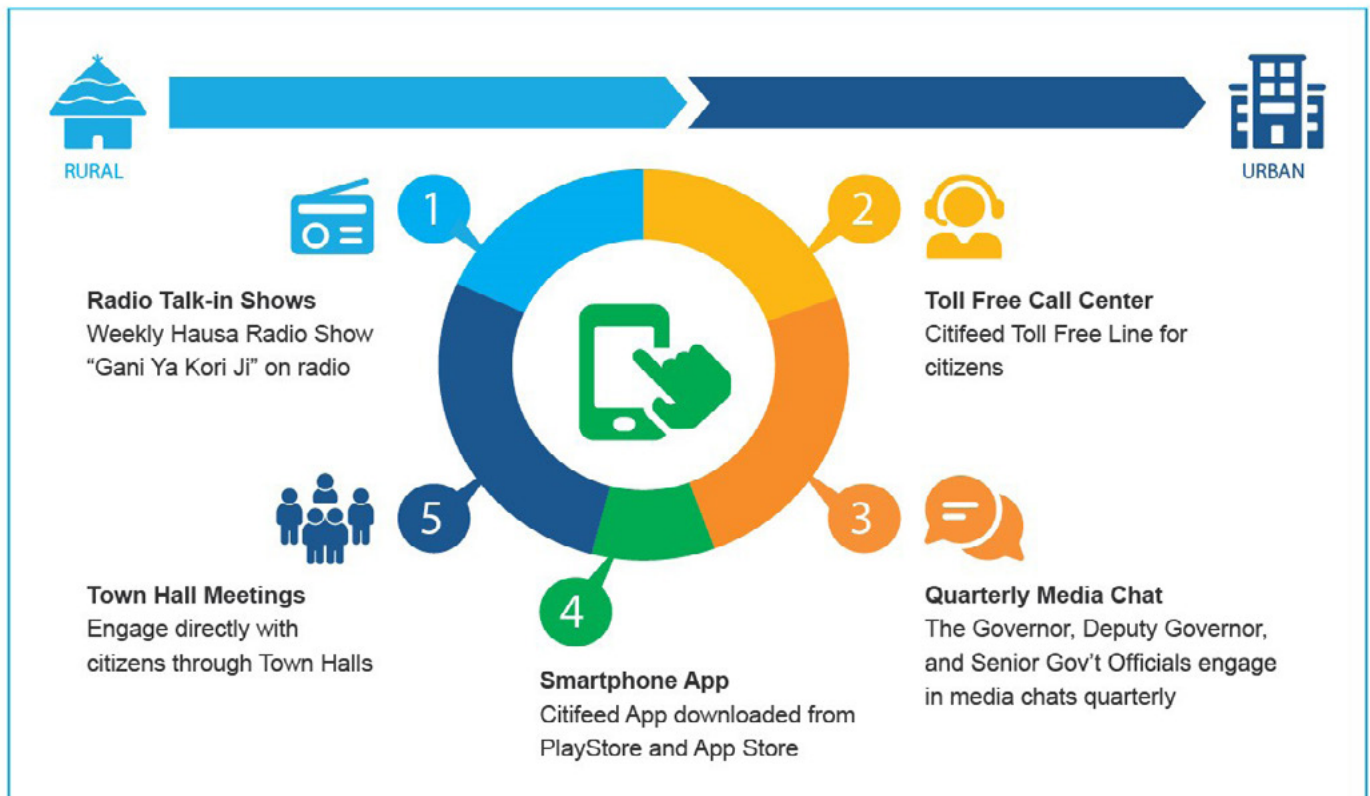 RURAL
URBAN
1
Radio Talk-in Shows
Weekly Hausa Radio Show
“Gani Ya Kori Ji” on radio
2
Toll Free Call Center
Citifeed Toll Free Line for
citizens
3
Quarterly Media Chat
The Governor, Deputy Governor,
and Senior Gov’t Officials engage
in media chats quarterly
4
Smartphone App
Citifeed App downloaded from
PlayStore and App Store
5
Town Hall Meetings
Engage directly with
citizens through Town Halls